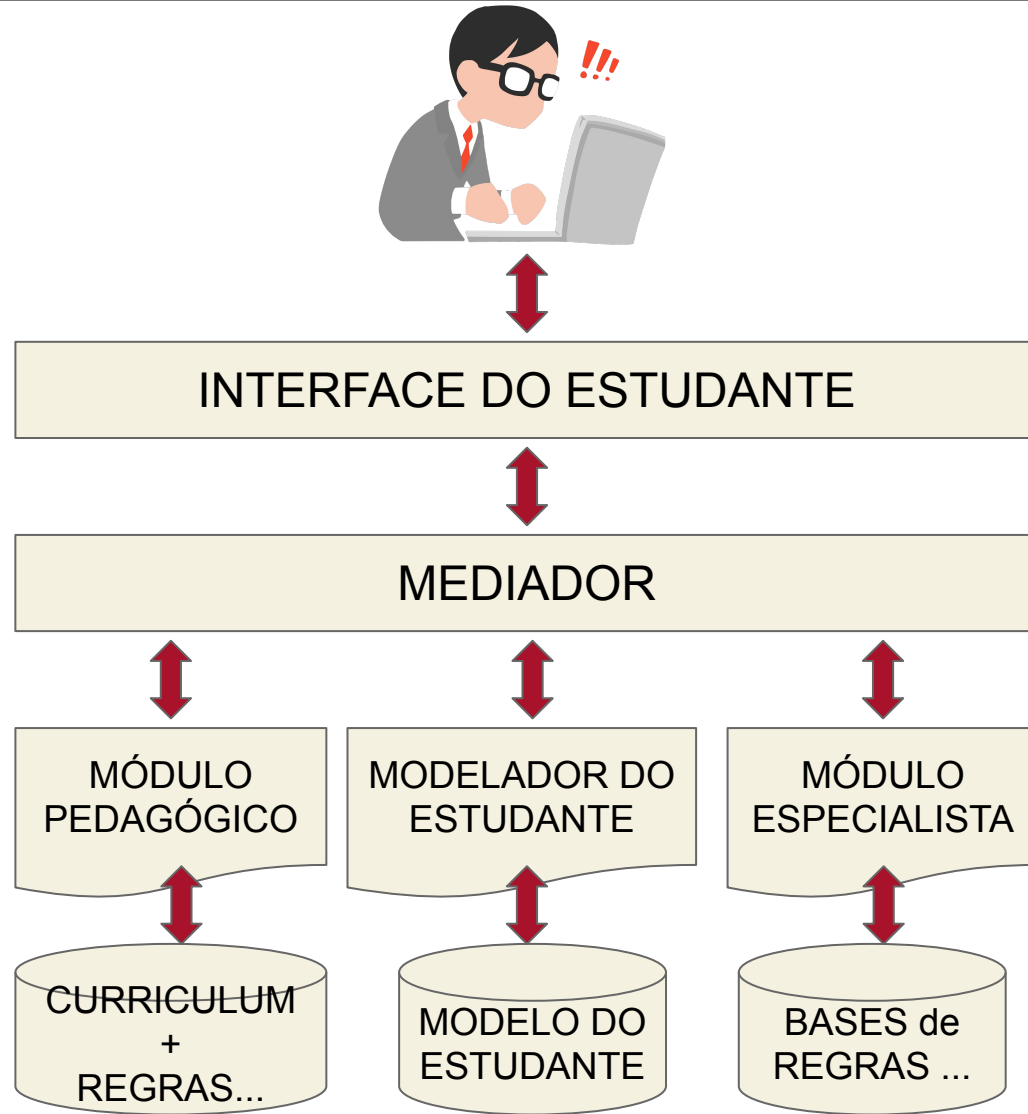 !!!
INTERFACE DO ESTUDANTE
MEDIADOR
MÓDULO
PEDAGÓGICO
MODELADOR DO
ESTUDANTE
MÓDULO
ESPECIALISTA
CURRICULUM
+
REGRAS...
MODELO DO
ESTUDANTE
BASES de
REGRAS ...